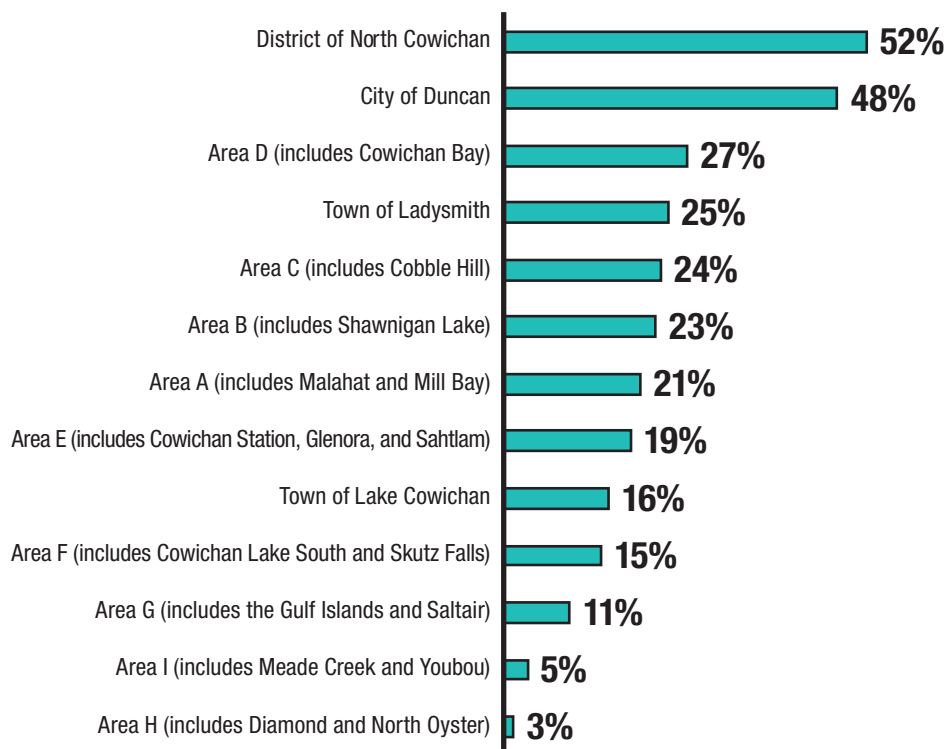 District of North Cowichan 52%
City of Duncan 48%
Area D (includes Cowichan Bay) 27%
Town of Ladysmith 25%
Area C (includes Cobble Hill) 24%
Area B (includes Shawnigan Lake) 23%
Area A (includes Malahat and Mill Bay) 21%
Area E (includes Cowichan Station, Glenora, and Sahtlam) 19%
Town of Lake Cowichan 16%
Area F (includes Cowichan Lake South and Skutz Falls) 15%
Area G (includes the Gulf Islands and Saltair) 11%
Area I (includes Meade Creek and Youbou) 5%
Area H (includes Diamond and North Oyster) 3%